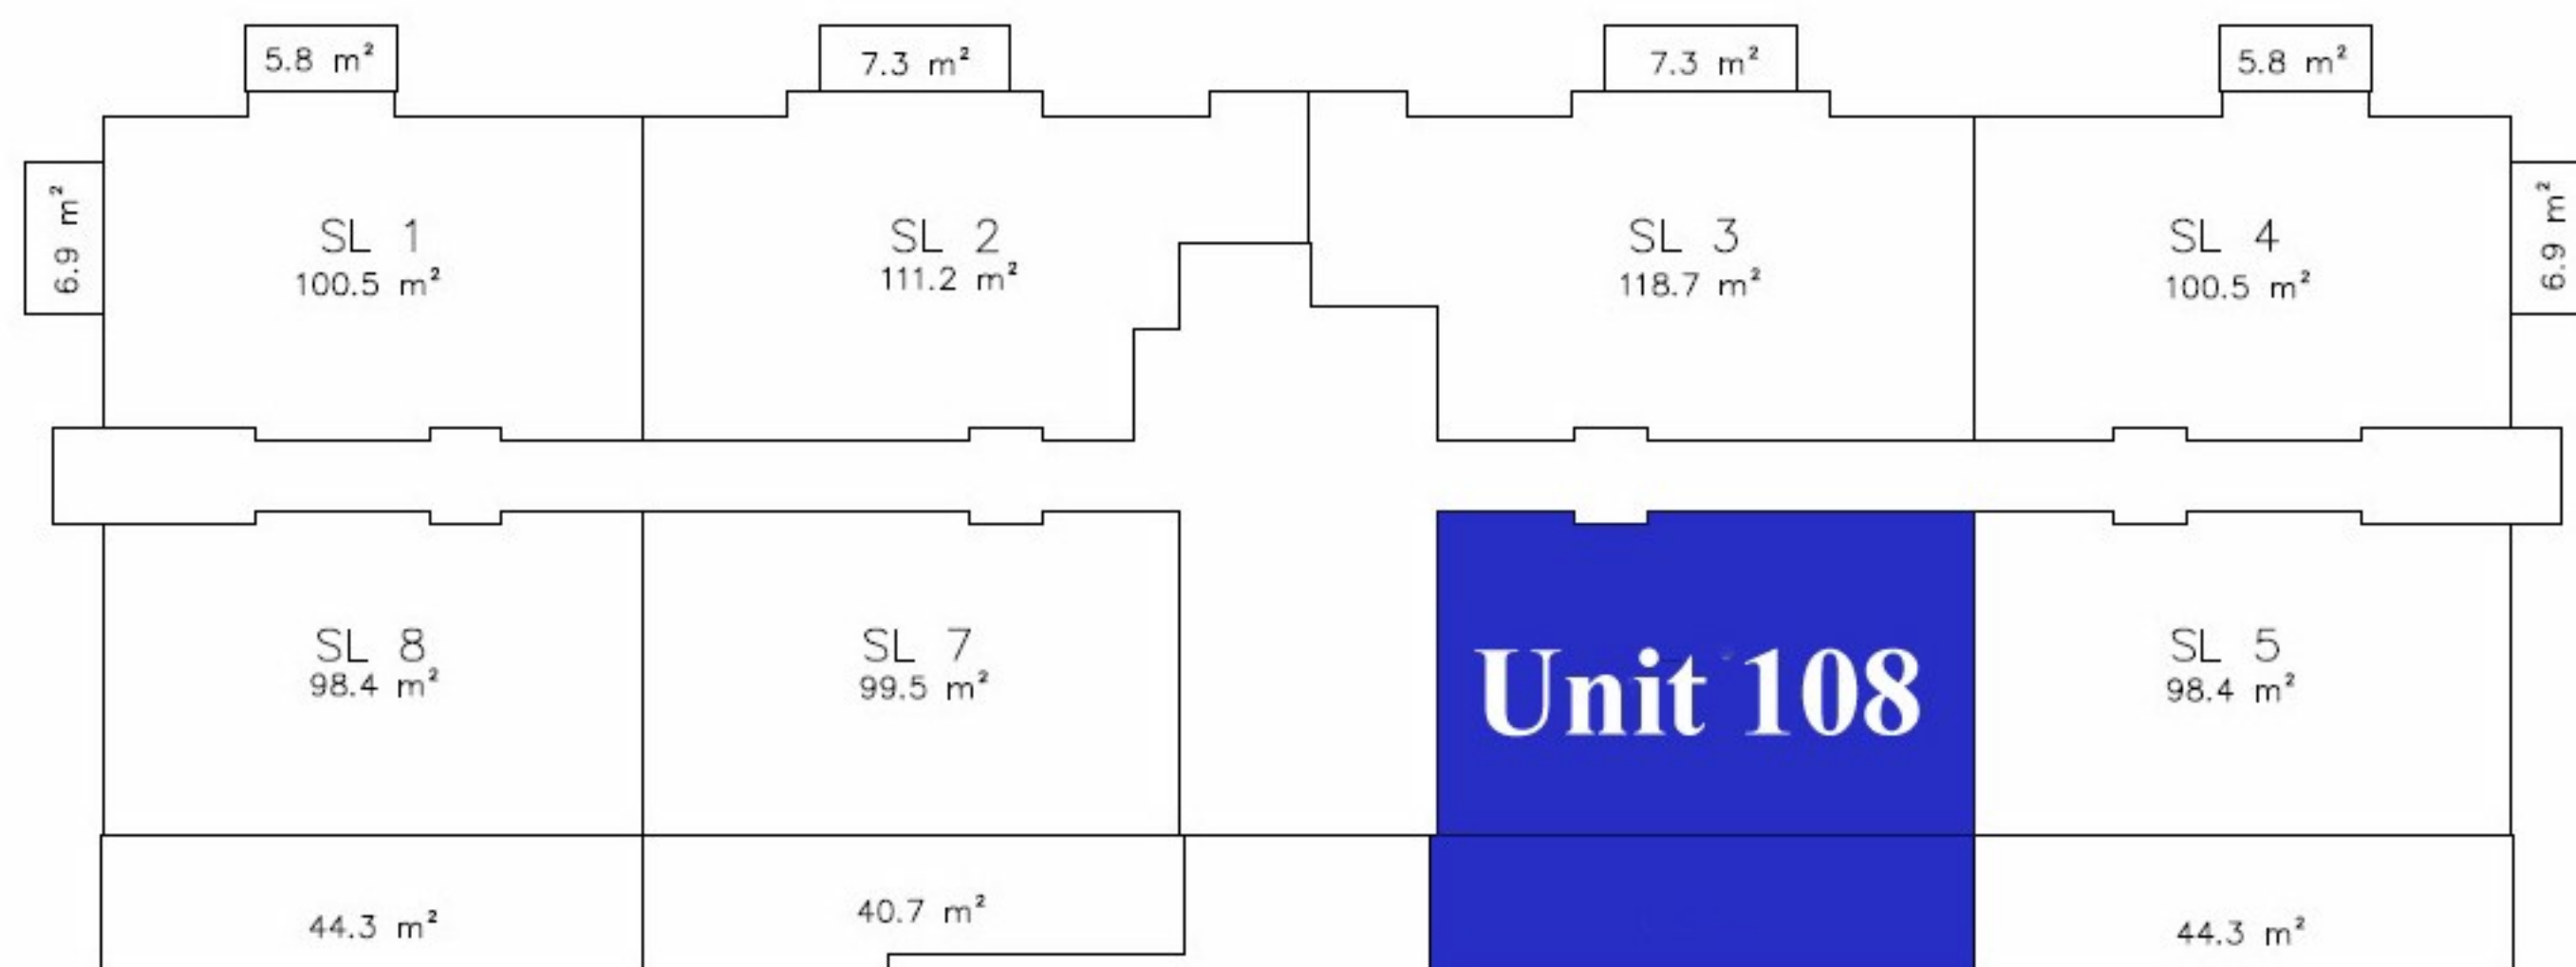 5.8 m²
7.3 m²
7.3 m²
5.8 m²
6.9 m²
SL 1
100.5 m²
SL 2
111.2 m²
SL 3
118.7 m²
SL 4
100.5 m²
6.9 m²
SL 8
98.4 m²
SL 7
99.5 m²
Unit 108
SL 5
98.4 m²
44.3 m²
40.7 m²
44.3 m²